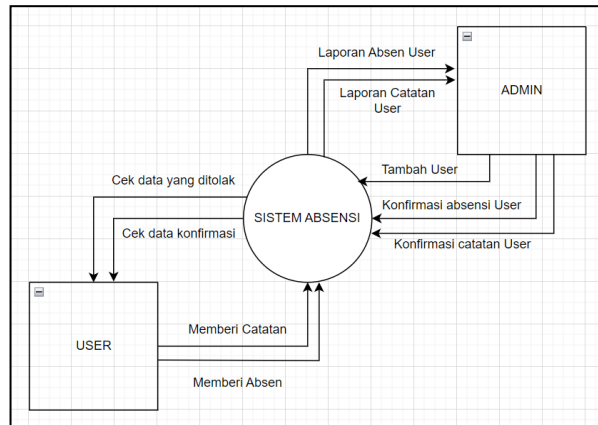 Laporan Absen User
Laporan Catatan
User
ADMIN
Tambah User
Cek data yang ditolak
Konfirmasi absensi User
SISTEM ABSENSI
Cek data konfirmasi
Konfirmasi catatan User
Memberi Catatan
USER
Memberi Absen